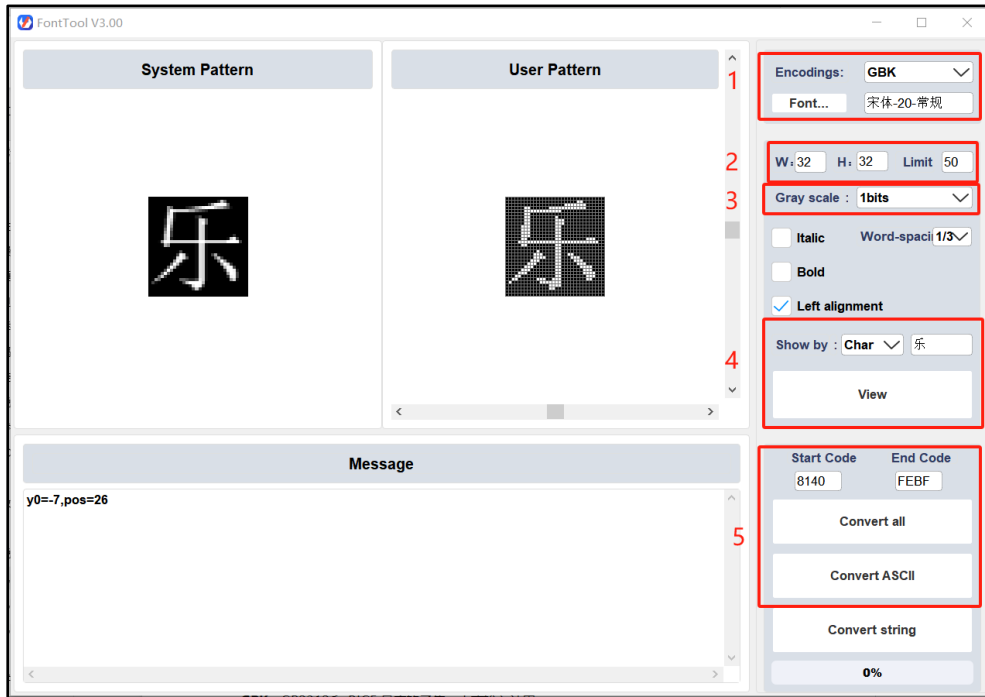 FontTool V3.00
System Pattern
User Pattern
1
Encodings: GBK
Font... 宋体-20-常规
2
W: 32 H: 32 Limit 50
3
Gray scale : 1bits
乐
乐
Italic Word-spaci 1/3
Bold
Left alignment
4
Show by : Char 乐
View
Message
y0=-7,pos=26
5
Start Code End Code
8140 FEBF
Convert all
Convert ASCII
Convert string
0%